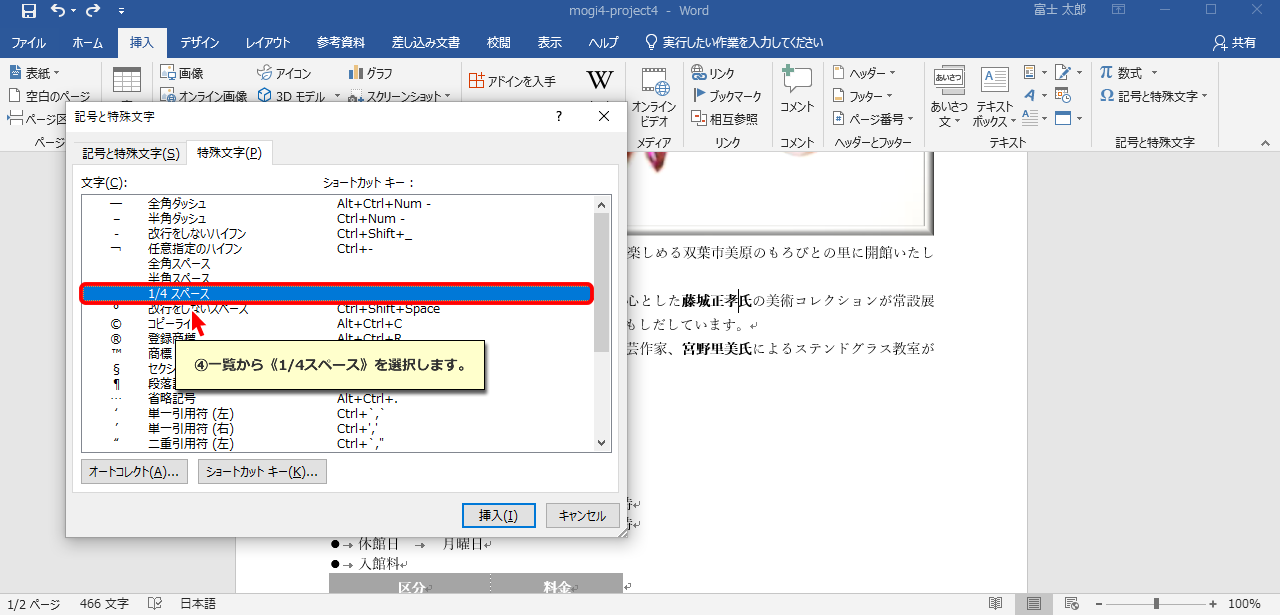 mogi4-project4 - Word
富士 太郎
ファイル ホーム 挿入 デザイン レイアウト 参考資料 差し込み文書 校閲 表示 ヘルプ 実行したい作業を入力してください 共有
表紙
空白のページ
画像
オンライン画像
アイコン
3D モデル
グラフ
スクリーンショット
アドインを入手
W
オンライン
ビデオ
メディア
リンク
ブックマーク
相互参照
リンク
コメント
コメント
ヘッダー
フッター
ページ番号
ヘッダーとフッター
あいさつ
あいさつ
文
テキスト
ボックス
テキスト
π 数式
Ω 記号と特殊文字
記号と特殊文字
ページ
記号と特殊文字 ?
記号と特殊文字(S) 特殊文字(P)
文字(C): ショートカット キー :
— 全角ダッシュ Alt+Ctrl+Num -
– 半角ダッシュ Ctrl+Num -
- 改行をしないハイフン Ctrl+Shift+_
¬ 任意指定のハイフン Ctrl+-
全角スペース
半角スペース
1/4 スペース
° 改行をしないスペース Ctrl+Shift+Space
© コピーライ Alt+Ctrl+C
® 登録商標 Alt+Ctrl+R
™ 商標
§ セクシ
¶ 段落
… 省略記号 Alt+Ctrl+.
‘ 単一引用符 (左) Ctrl+`,`
’ 単一引用符 (右) Ctrl+','
“ 二重引用符 (左) Ctrl+`,"
④一覧から《1/4スペース》を選択します。
オートコレクト(A)... ショートカット キー(K)...
挿入(I) キャンセル
楽しめる双葉市美原のもろびとの里に開館いたし
心とした藤城正孝氏の美術コレクションが常設展
もしだしています。
芸作家、宮野里美氏によるステンドグラス教室が
●→ 休館日 → 月曜日
●→ 入館料
区分 料金
1/2 ページ 466 文字 日本語 100%